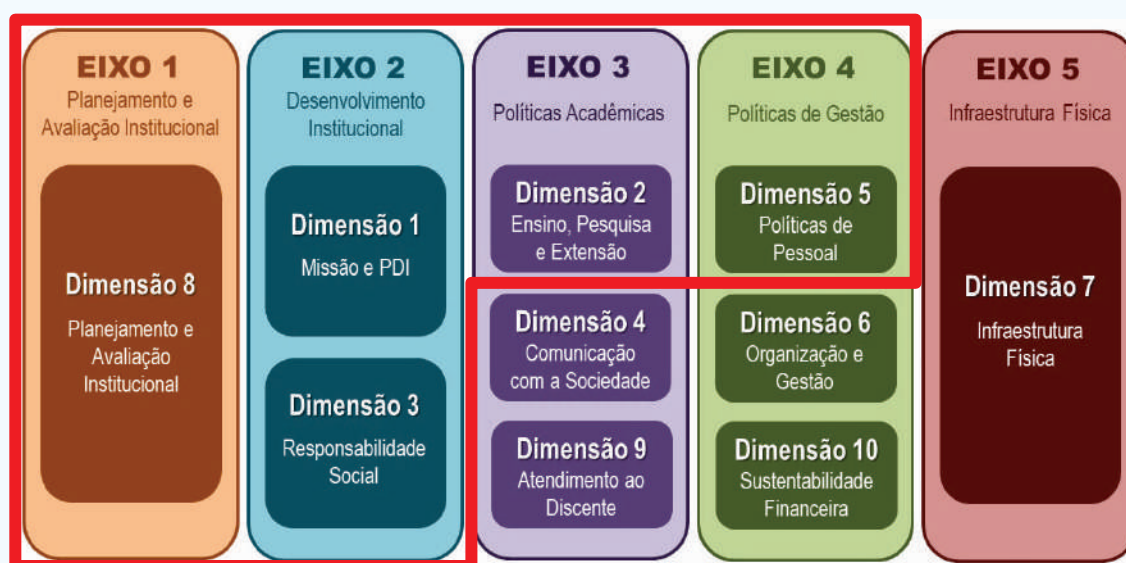 EIXO 1
Planejamento e
Avaliação Institucional
Dimensão 8
Planejamento e
Avaliação
Institucional
EIXO 2
Desenvolvimento
Institucional
Dimensão 1
Missão e PDI
Dimensão 3
Responsabilidade
Social
EIXO 3
Políticas Acadêmicas
Dimensão 2
Ensino, Pesquisa
e Extensão
Dimensão 4
Comunicação
com a Sociedade
Dimensão 9
Atendimento ao
Discente
EIXO 4
Políticas de Gestão
Dimensão 5
Políticas de
Pessoal
Dimensão 6
Organização e
Gestão
Dimensão 10
Sustentabilidade
Financeira
EIXO 5
Infraestrutura Física
Dimensão 7
Infraestrutura
Física